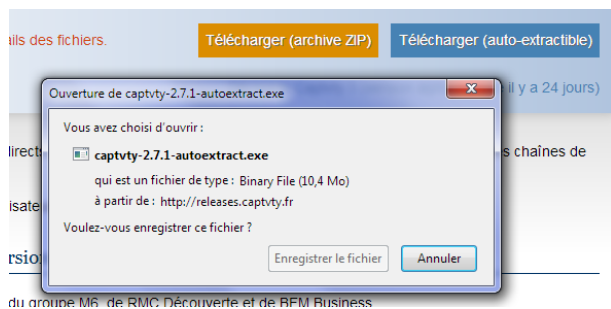 ils des fichiers.
Télécharger (archive ZIP)
Télécharger (auto-extractible)
il y a 24 jours)
Ouverture de captvty-2.7.1-autoextract.exe
Vous avez choisi d'ouvrir :
captvty-2.7.1-autoextract.exe
qui est un fichier de type : Binary File (10,4 Mo)
à partir de : http://releases.captvty.fr
Voulez-vous enregistrer ce fichier ?
Enregistrer le fichier
Annuler
directs
s chaînes de
isate
rsion
du groupe M6, de RMC Découverte et de BFM Business